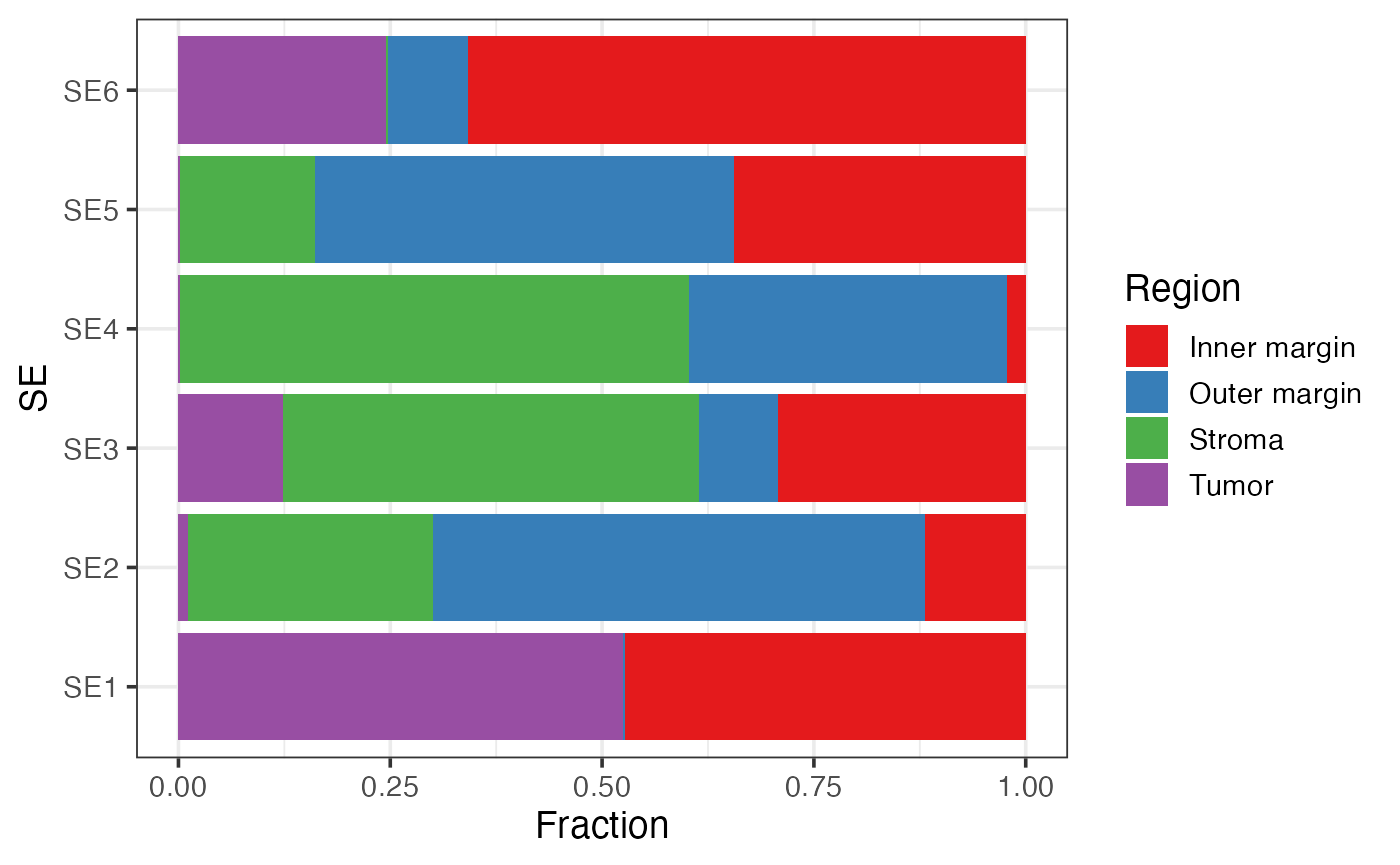 SE
SE6
SE5
SE4
SE3
SE2
SE1
0.00 0.25 0.50 0.75 1.00
Fraction
Region
Inner margin
Outer margin
Stroma
Tumor